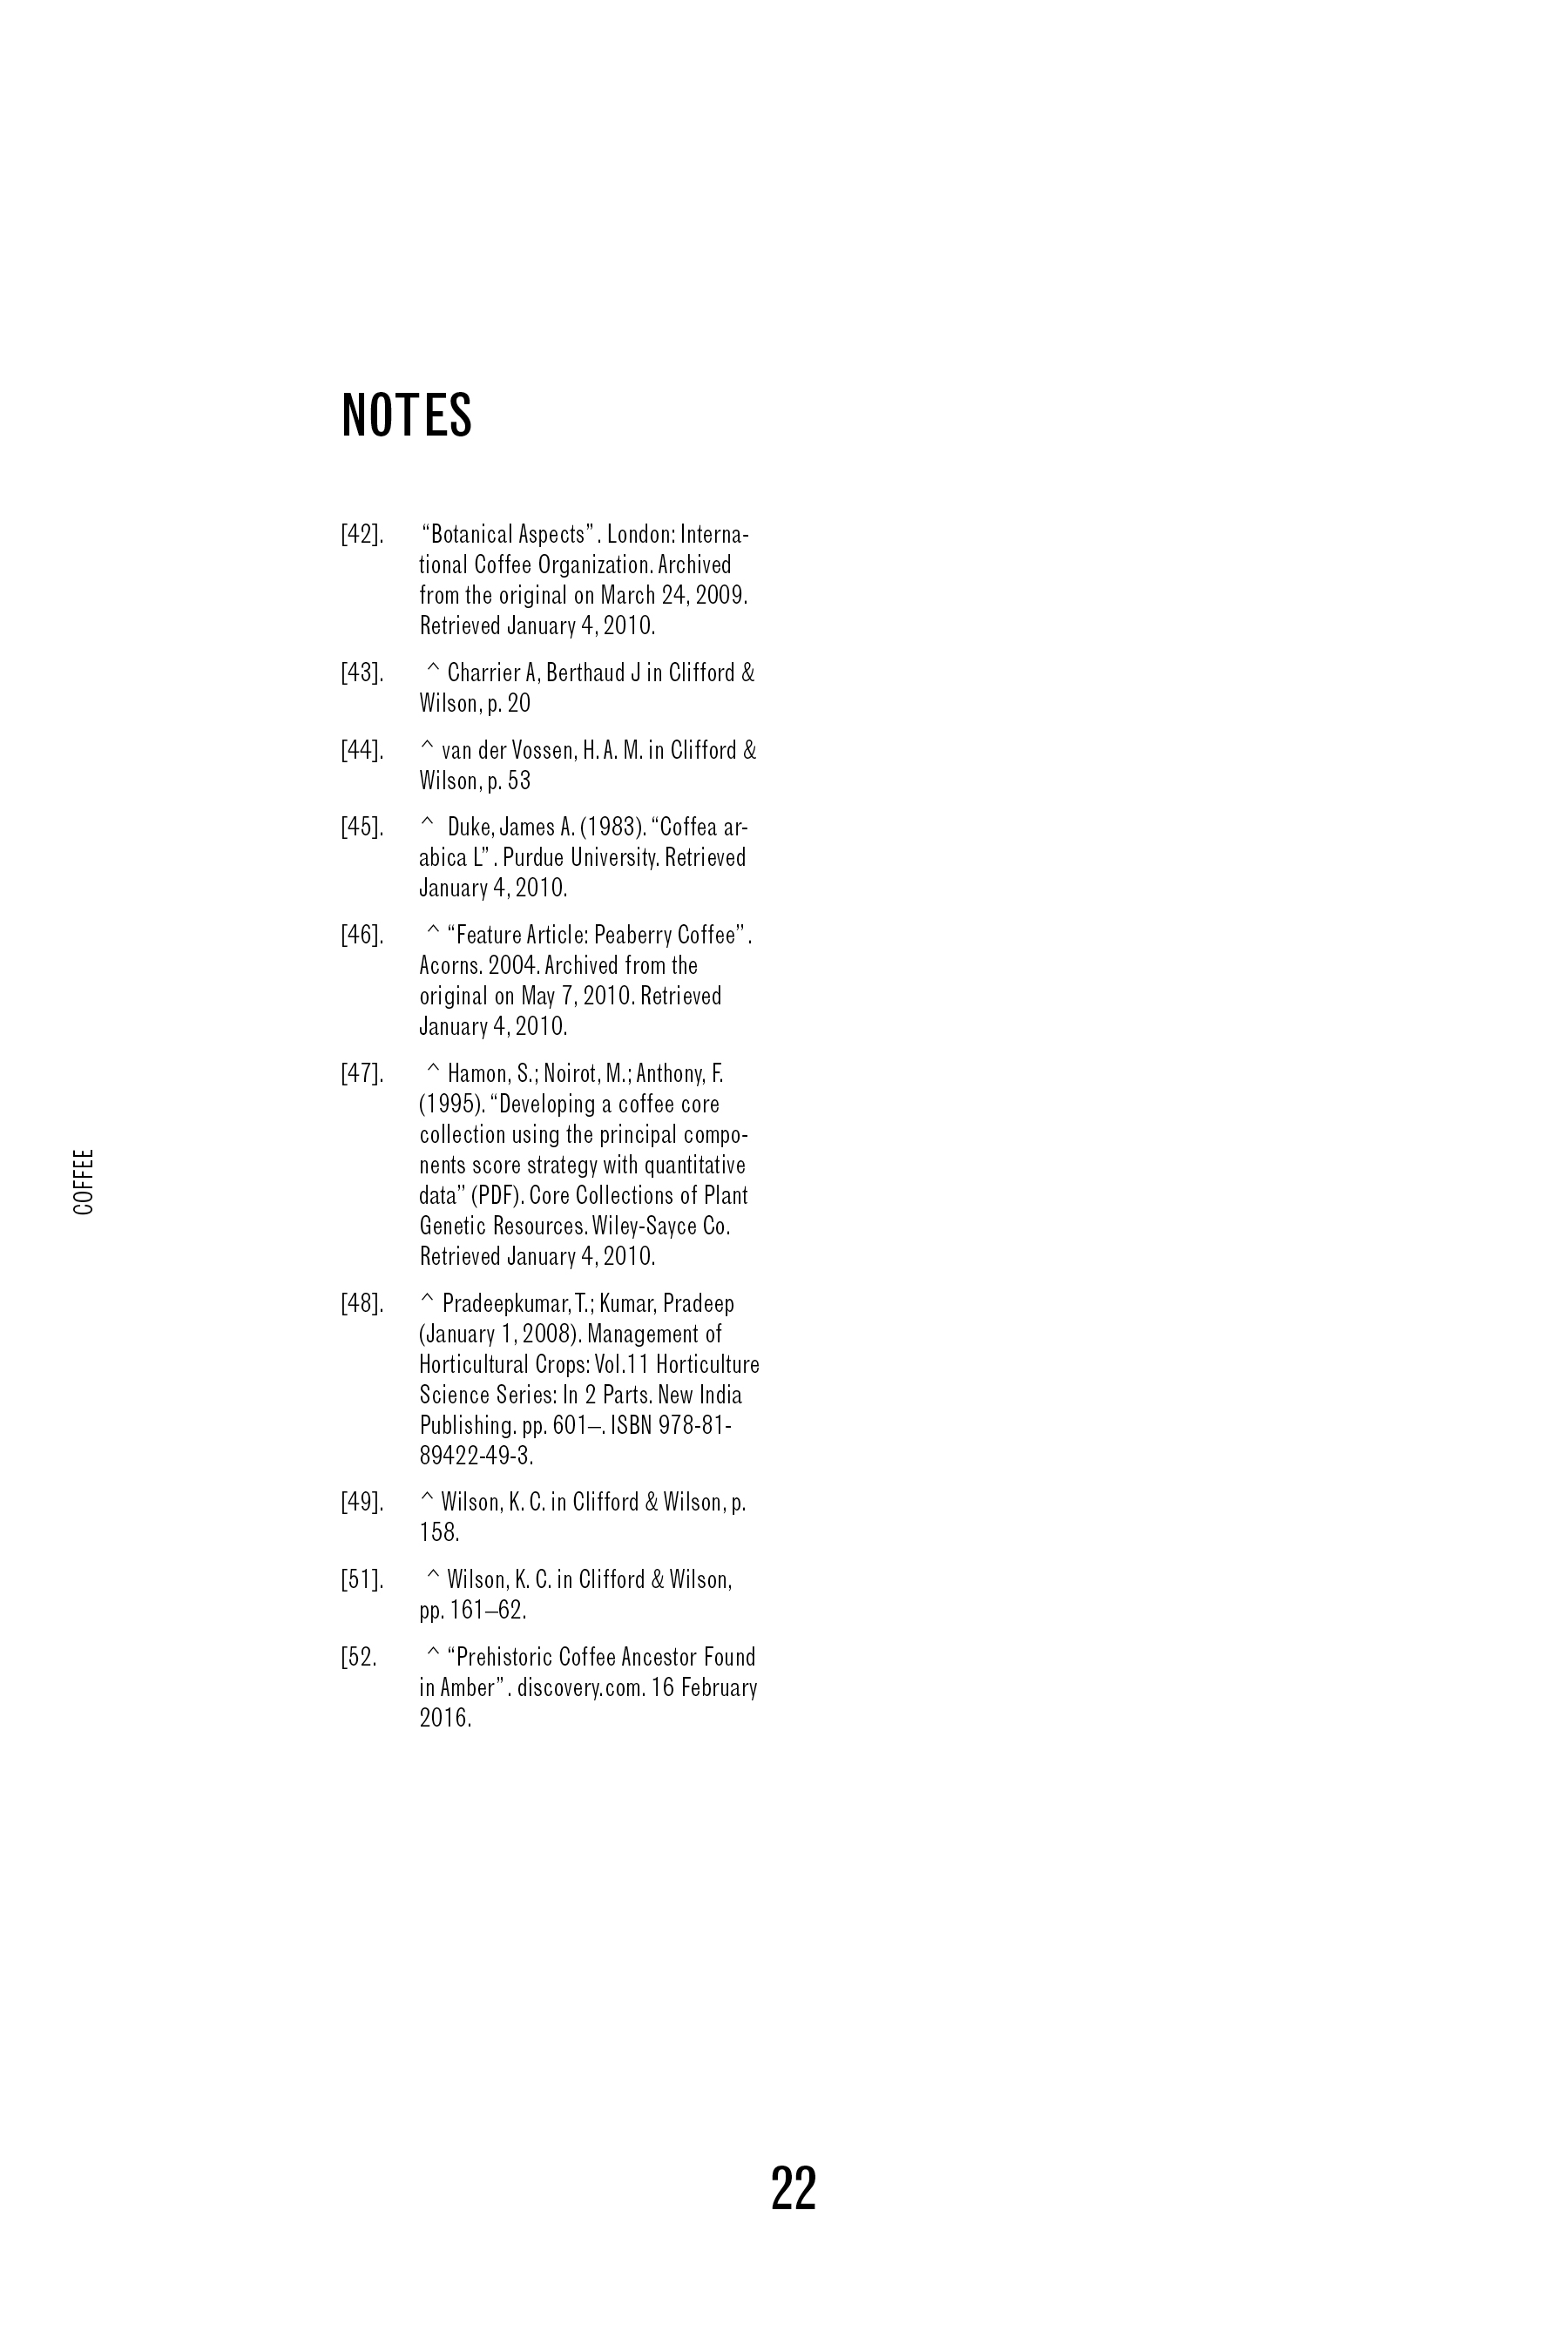 NOTES
[42]. “Botanical Aspects”. London: Interna-
tional Coffee Organization. Archived
from the original on March 24, 2009.
Retrieved January 4, 2010.
[43]. ^ Charrier A, Berthaud J in Clifford &
Wilson, p. 20
[44]. ^ van der Vossen, H. A. M. in Clifford &
Wilson, p. 53
[45]. ^ Duke, James A. (1983). “Coffea ar-
abica L”. Purdue University. Retrieved
January 4, 2010.
[46]. ^ “Feature Article: Peaberry Coffee”.
Acorns. 2004. Archived from the
original on May 7, 2010. Retrieved
January 4, 2010.
[47]. ^ Hamon, S.; Noirot, M.; Anthony, F.
(1995). “Developing a coffee core
collection using the principal compo-
nents score strategy with quantitative
data” (PDF). Core Collections of Plant
Genetic Resources. Wiley-Sayce Co.
Retrieved January 4, 2010.
[48]. ^ Pradeepkumar, T.; Kumar, Pradeep
(January 1, 2008). Management of
Horticultural Crops: Vol.11 Horticulture
Science Series: In 2 Parts. New India
Publishing. pp. 601–. ISBN 978-81-
89422-49-3.
[49]. ^ Wilson, K. C. in Clifford & Wilson, p.
158.
[51]. ^ Wilson, K. C. in Clifford & Wilson,
pp. 161–62.
[52. ^ “Prehistoric Coffee Ancestor Found
in Amber”. discovery.com. 16 February
2016.
COFFEE
22